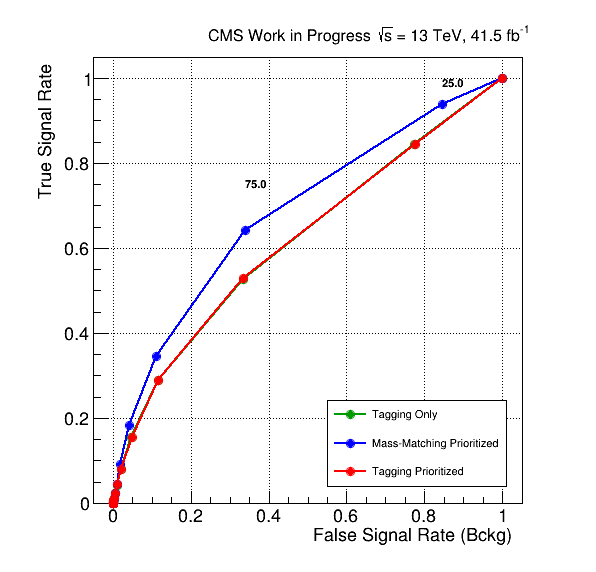 CMS Work in Progress √s = 13 TeV, 41.5 fb⁻¹
True Signal Rate
1
0.8
0.6
0.4
0.2
0
25.0
75.0
Tagging Only
Mass-Matching Prioritized
Tagging Prioritized
0 0.2 0.4 0.6 0.8 1
False Signal Rate (Bckg)